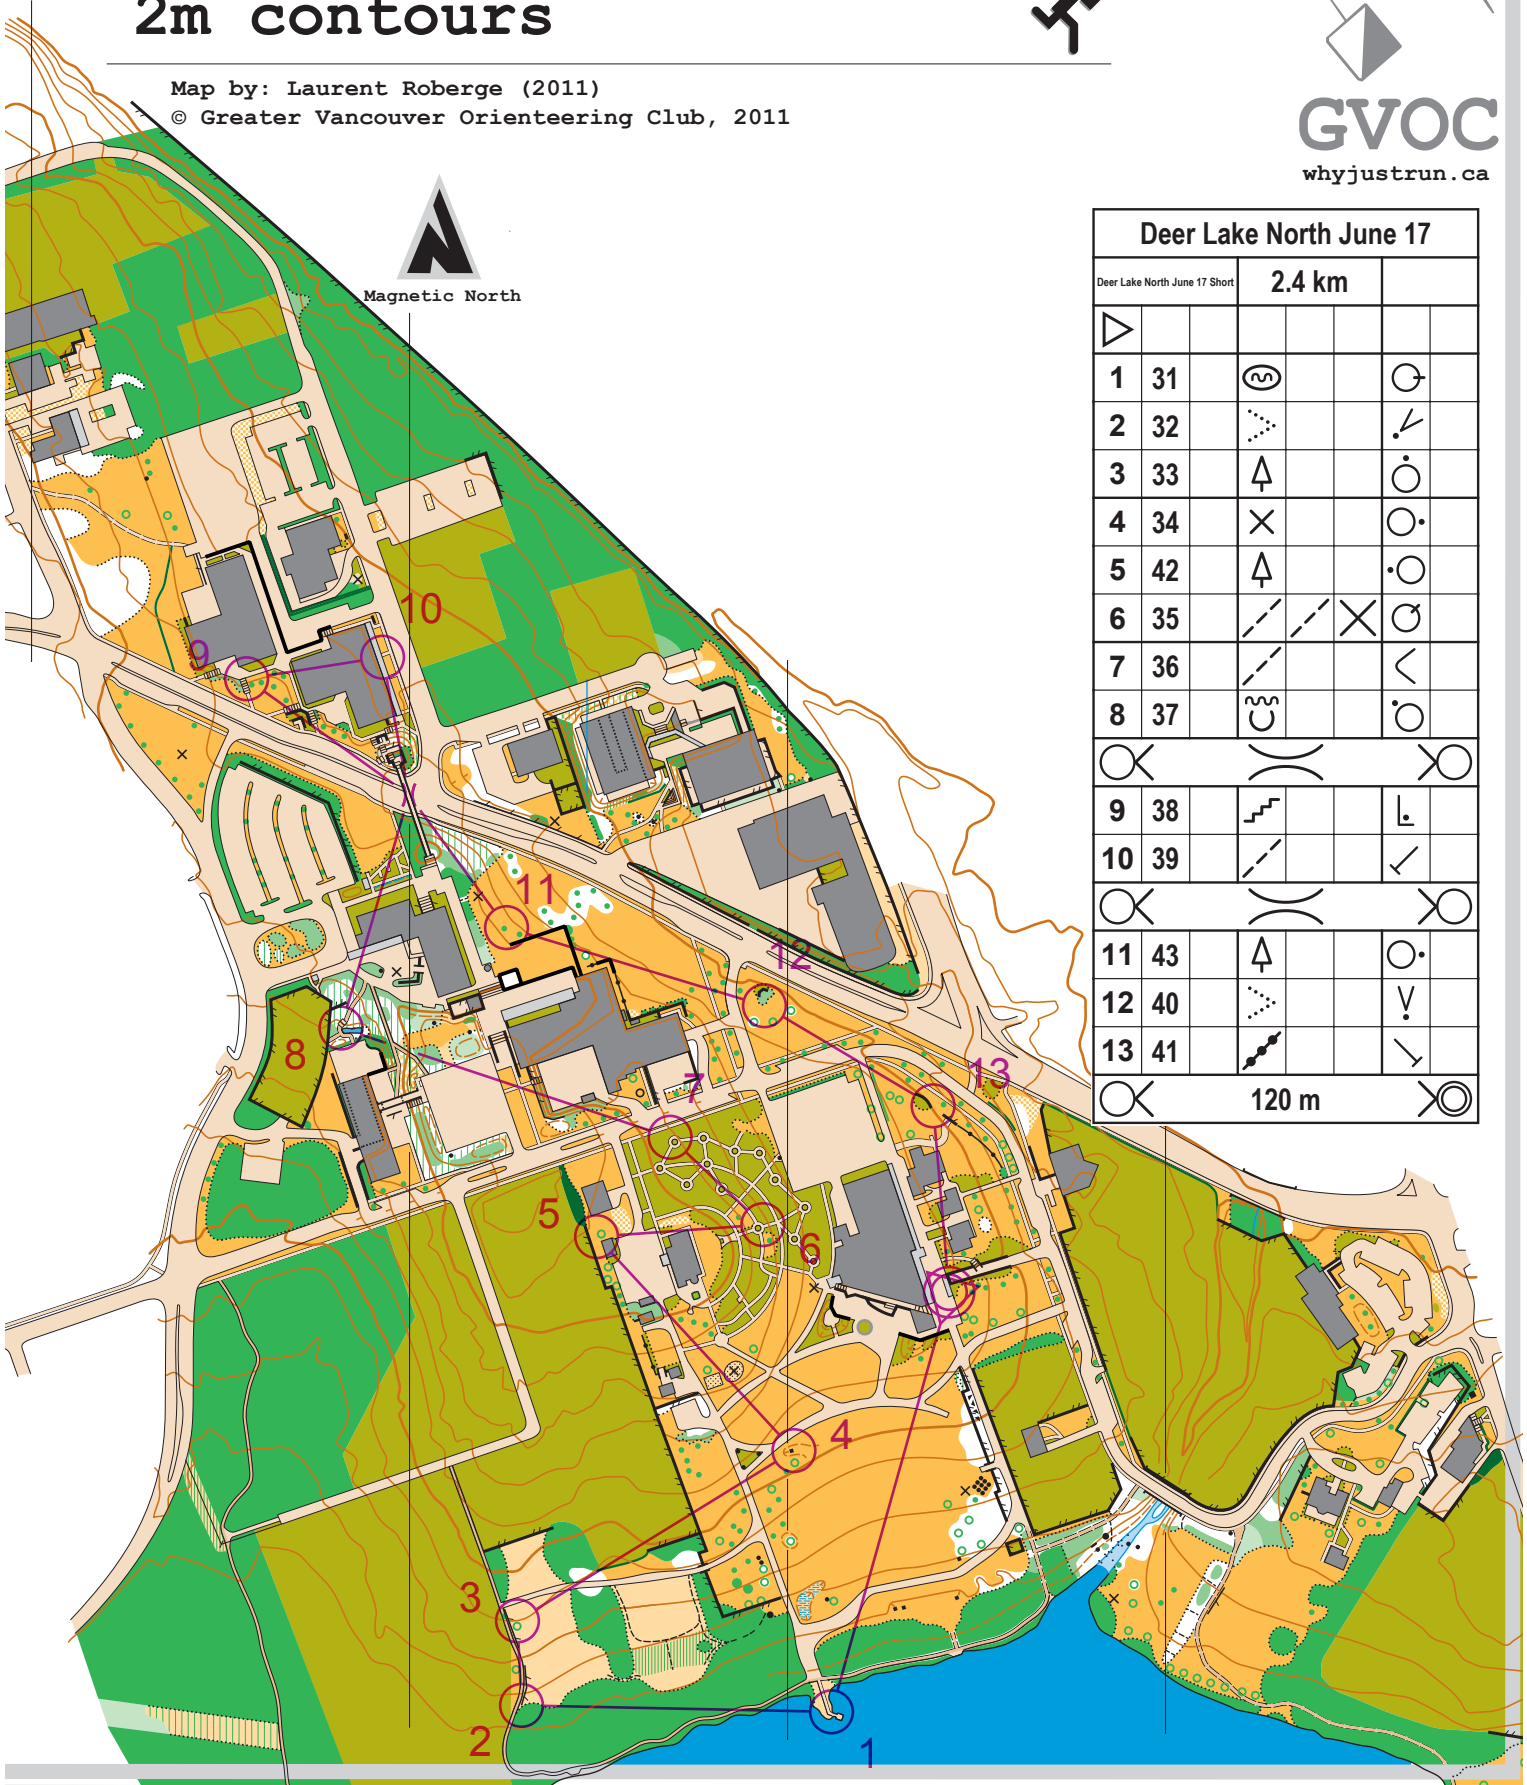 2m contours
Map by: Laurent Roberge (2011)
© Greater Vancouver Orienteering Club, 2011
GVOC
whyjustrun.ca
Magnetic North
Deer Lake North June 17
Deer Lake North June 17 Short 2.4 km
1 31
2 32
3 33
4 34
5 42
6 35
7 36
8 37
9 38
10 39
11 43
12 40
13 41
120 m
10
9
11
12
8
7
13
5
6
4
3
2
1